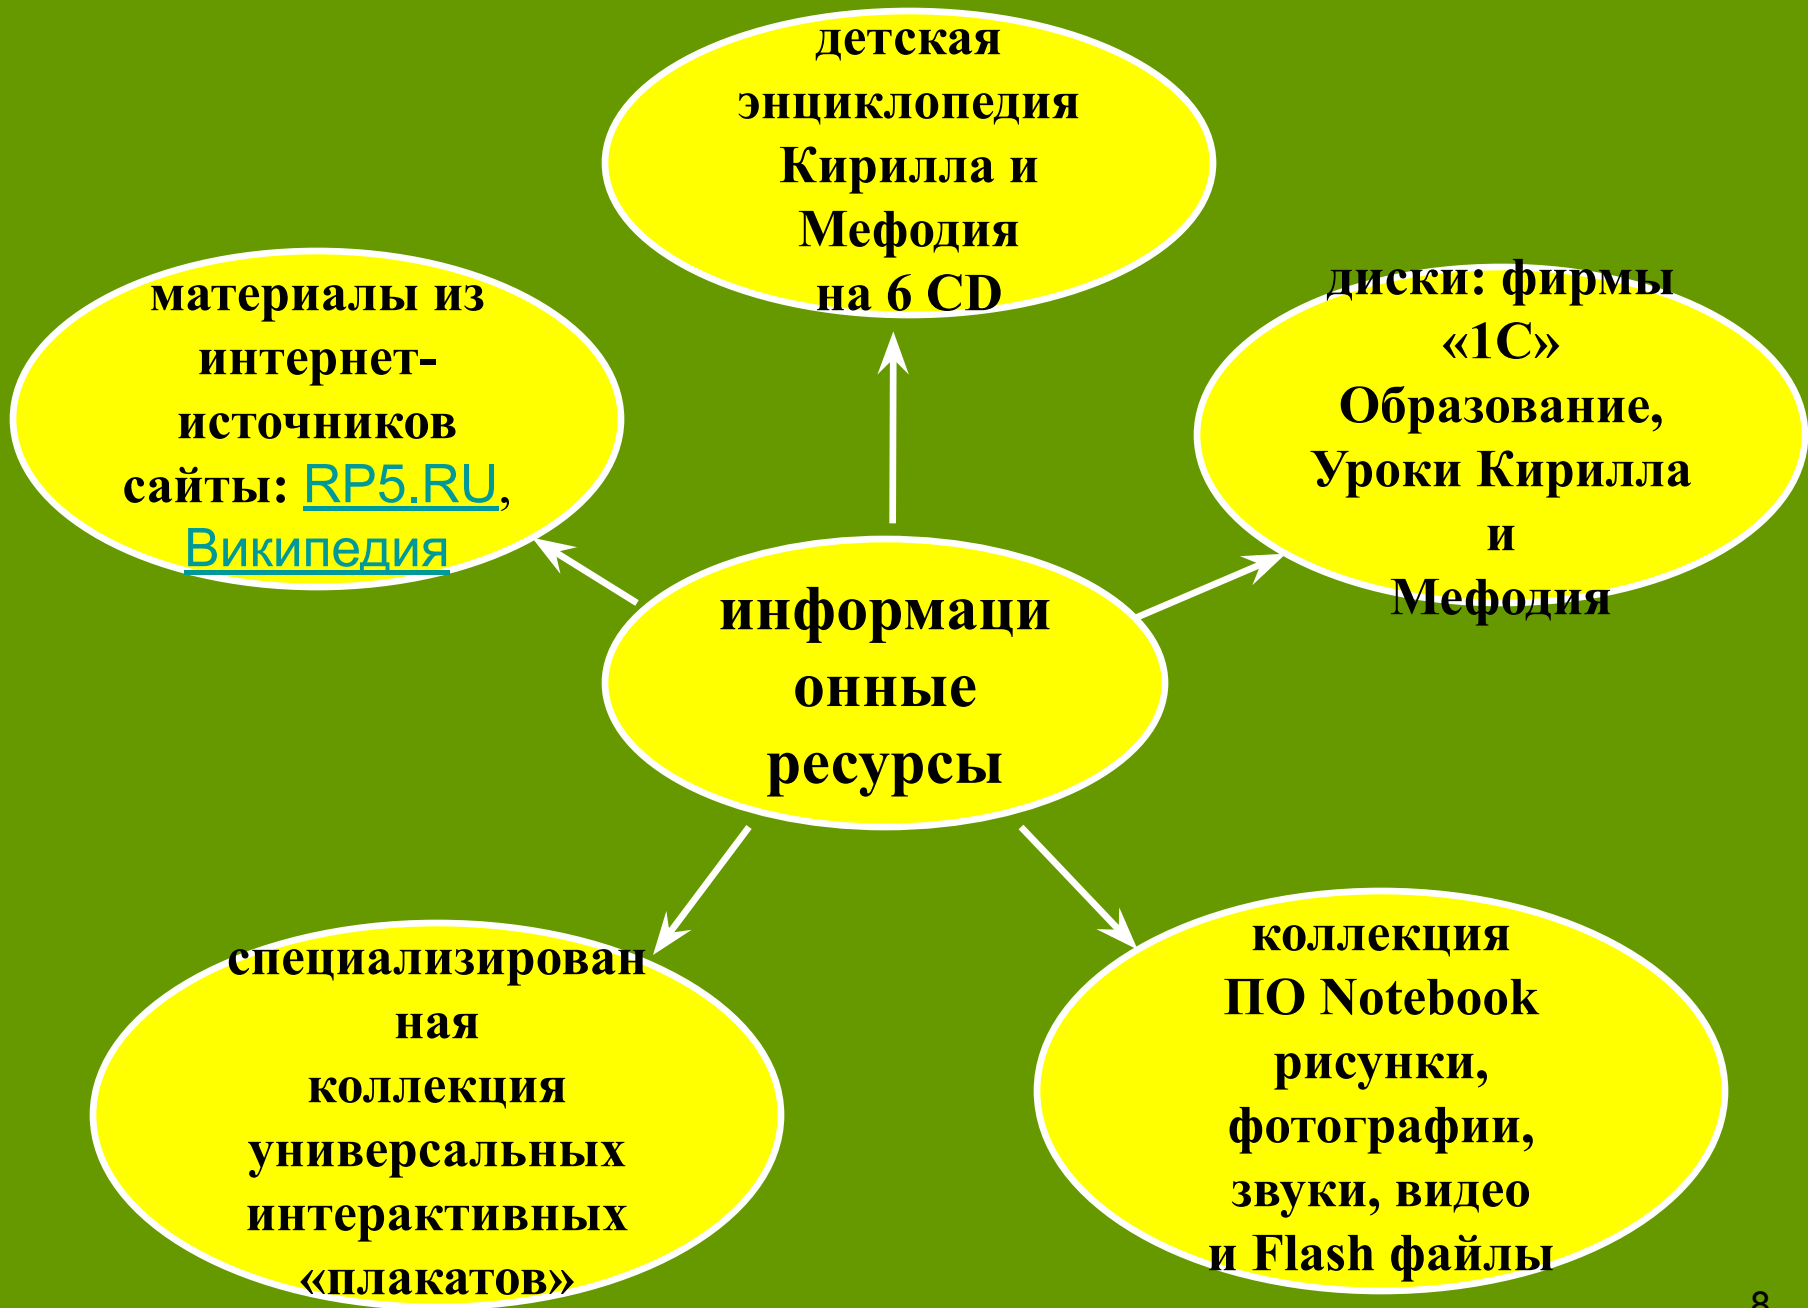 детская
энциклопедия
Кирилла и
Мефодия
на 6 CD
материалы из
интернет-
источников
сайты: RP5.RU,
Википедия
диски: фирмы
«1С»
Образование,
Уроки Кирилла
и
Мефодия
информаци
онные
ресурсы
специализирован
ная
коллекция
универсальных
интерактивных
«плакатов»
коллекция
ПО Notebook
рисунки,
фотографии,
звуки, видео
и Flash файлы
8